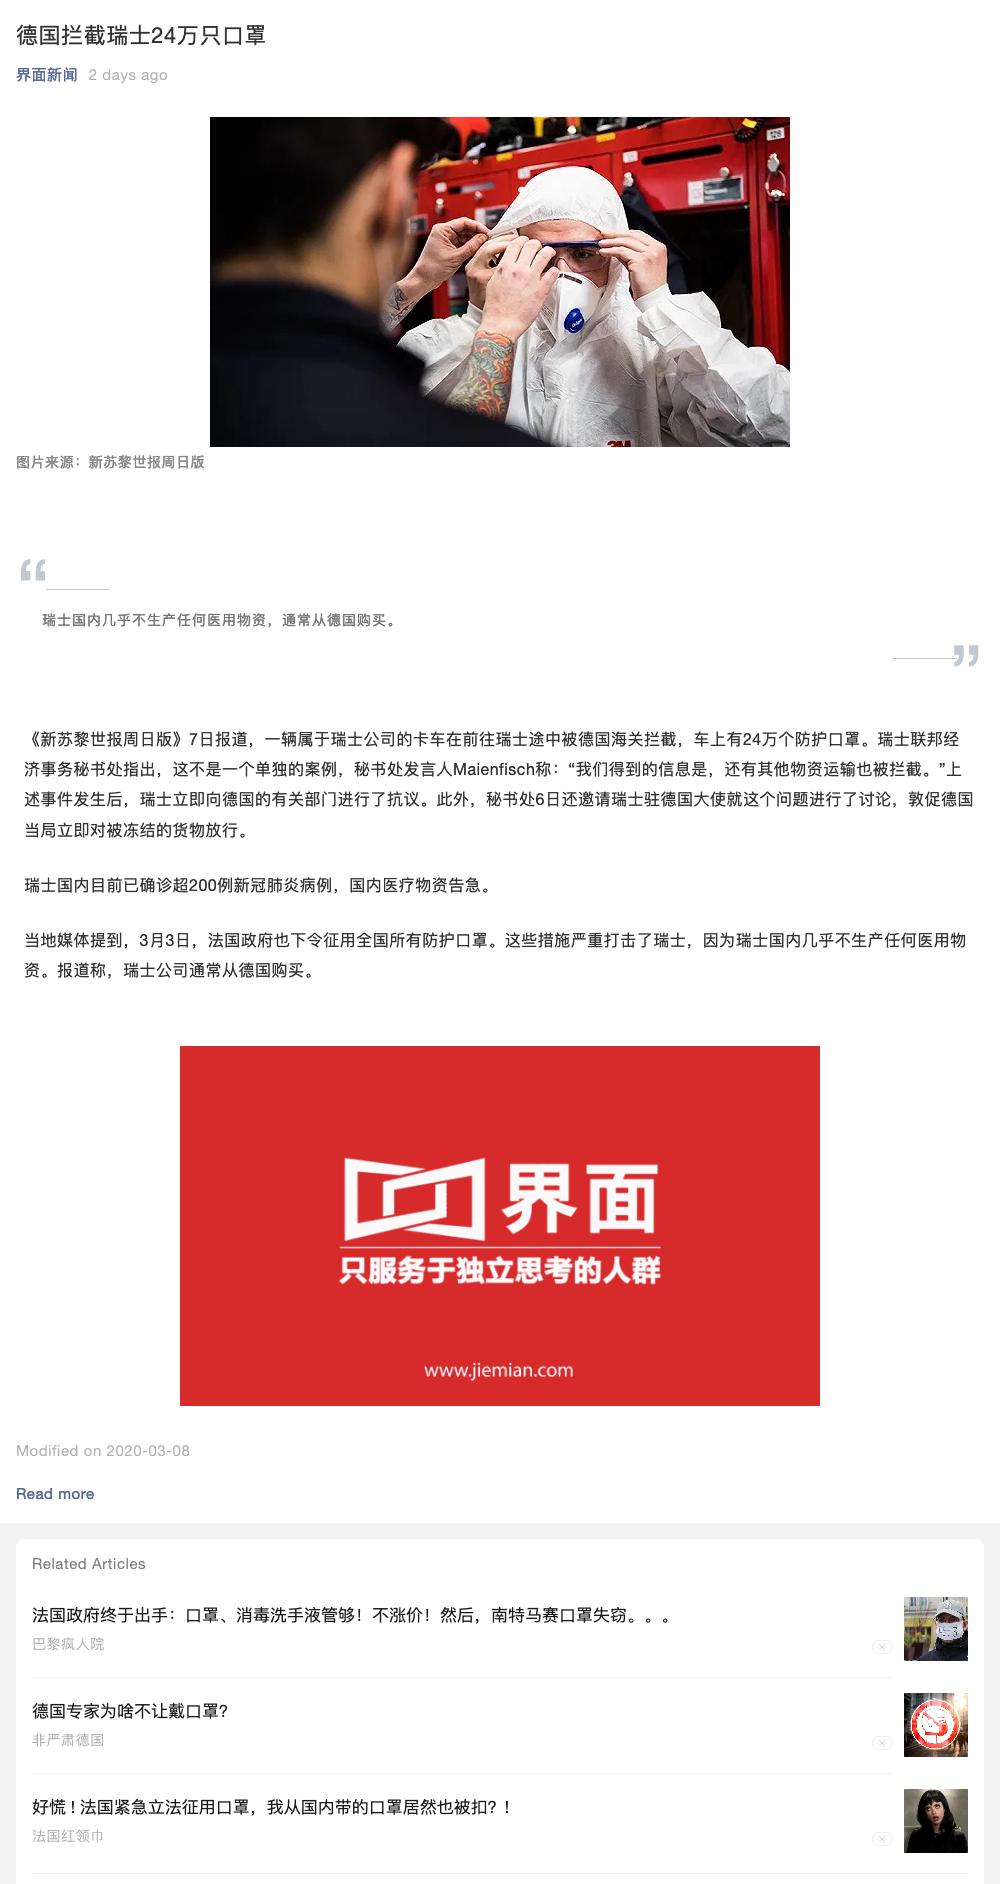 德国拦截瑞士24万只口罩
界面新闻 2 days ago
3M
图片来源：新苏黎世报周日版
“
瑞士国内几乎不生产任何医用物资，通常从德国购买。
”
《新苏黎世报周日版》7日报道，一辆属于瑞士公司的卡车在前往瑞士途中被德国海关拦截，车上有24万个防护口罩。瑞士联邦经
济事务秘书处指出，这不是一个单独的案例，秘书处发言人Maienfisch称：“我们得到的信息是，还有其他物资运输也被拦截。”上
述事件发生后，瑞士立即向德国的有关部门进行了抗议。此外，秘书处6日还邀请瑞士驻德国大使就这个问题进行了讨论，敦促德国
当局立即对被冻结的货物放行。
瑞士国内目前已确诊超200例新冠肺炎病例，国内医疗物资告急。
当地媒体提到，3月3日，法国政府也下令征用全国所有防护口罩。这些措施严重打击了瑞士，因为瑞士国内几乎不生产任何医用物
资。报道称，瑞士公司通常从德国购买。
界面
只服务于独立思考的人群
www.jiemian.com
Modified on 2020-03-08
Read more
Related Articles
法国政府终于出手：口罩、消毒洗手液管够！不涨价！然后，南特马赛口罩失窃。。。
巴黎疯人院
德国专家为啥不让戴口罩？
非严肃德国
好慌！法国紧急立法征用口罩，我从国内带的口罩居然也被扣？！
法国红领巾